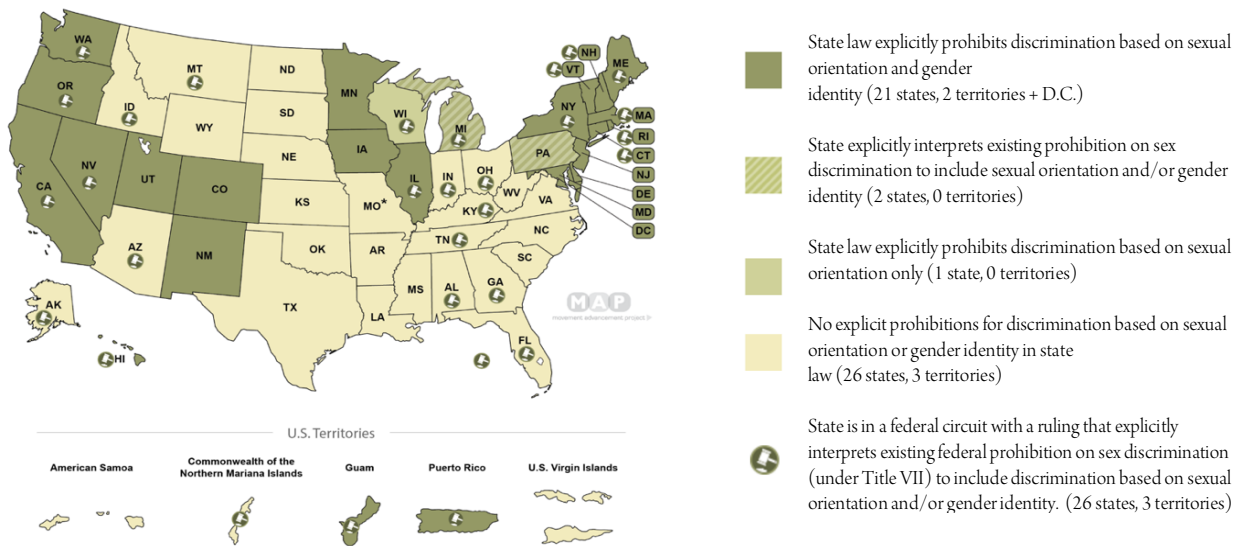 WA
OR
CA
NV
ID
MT
WY
UT
CO
AZ
NM
ND
SD
NE
KS
OK
TX
MN
IA
MO*
AR
LA
WI
IL
MI
IN
OH
KY
TN
MS
AL
GA
FL
SC
NC
VA
WV
PA
NY
ME
NH
VT
MA
RI
CT
NJ
DE
MD
DC
AK
HI
MAP
movement advancement project
U.S. Territories
American Samoa
Commonwealth of the
Northern Mariana Islands
Guam
Puerto Rico
U.S. Virgin Islands
State law explicitly prohibits discrimination based on sexual
orientation and gender
identity (21 states, 2 territories + D.C.)
State explicitly interprets existing prohibition on sex
discrimination to include sexual orientation and/or gender
identity (2 states, 0 territories)
State law explicitly prohibits discrimination based on sexual
orientation only (1 state, 0 territories)
No explicit prohibitions for discrimination based on sexual
orientation or gender identity in state
law (26 states, 3 territories)
State is in a federal circuit with a ruling that explicitly
interprets existing federal prohibition on sex discrimination
(under Title VII) to include discrimination based on sexual
orientation and/or gender identity. (26 states, 3 territories)